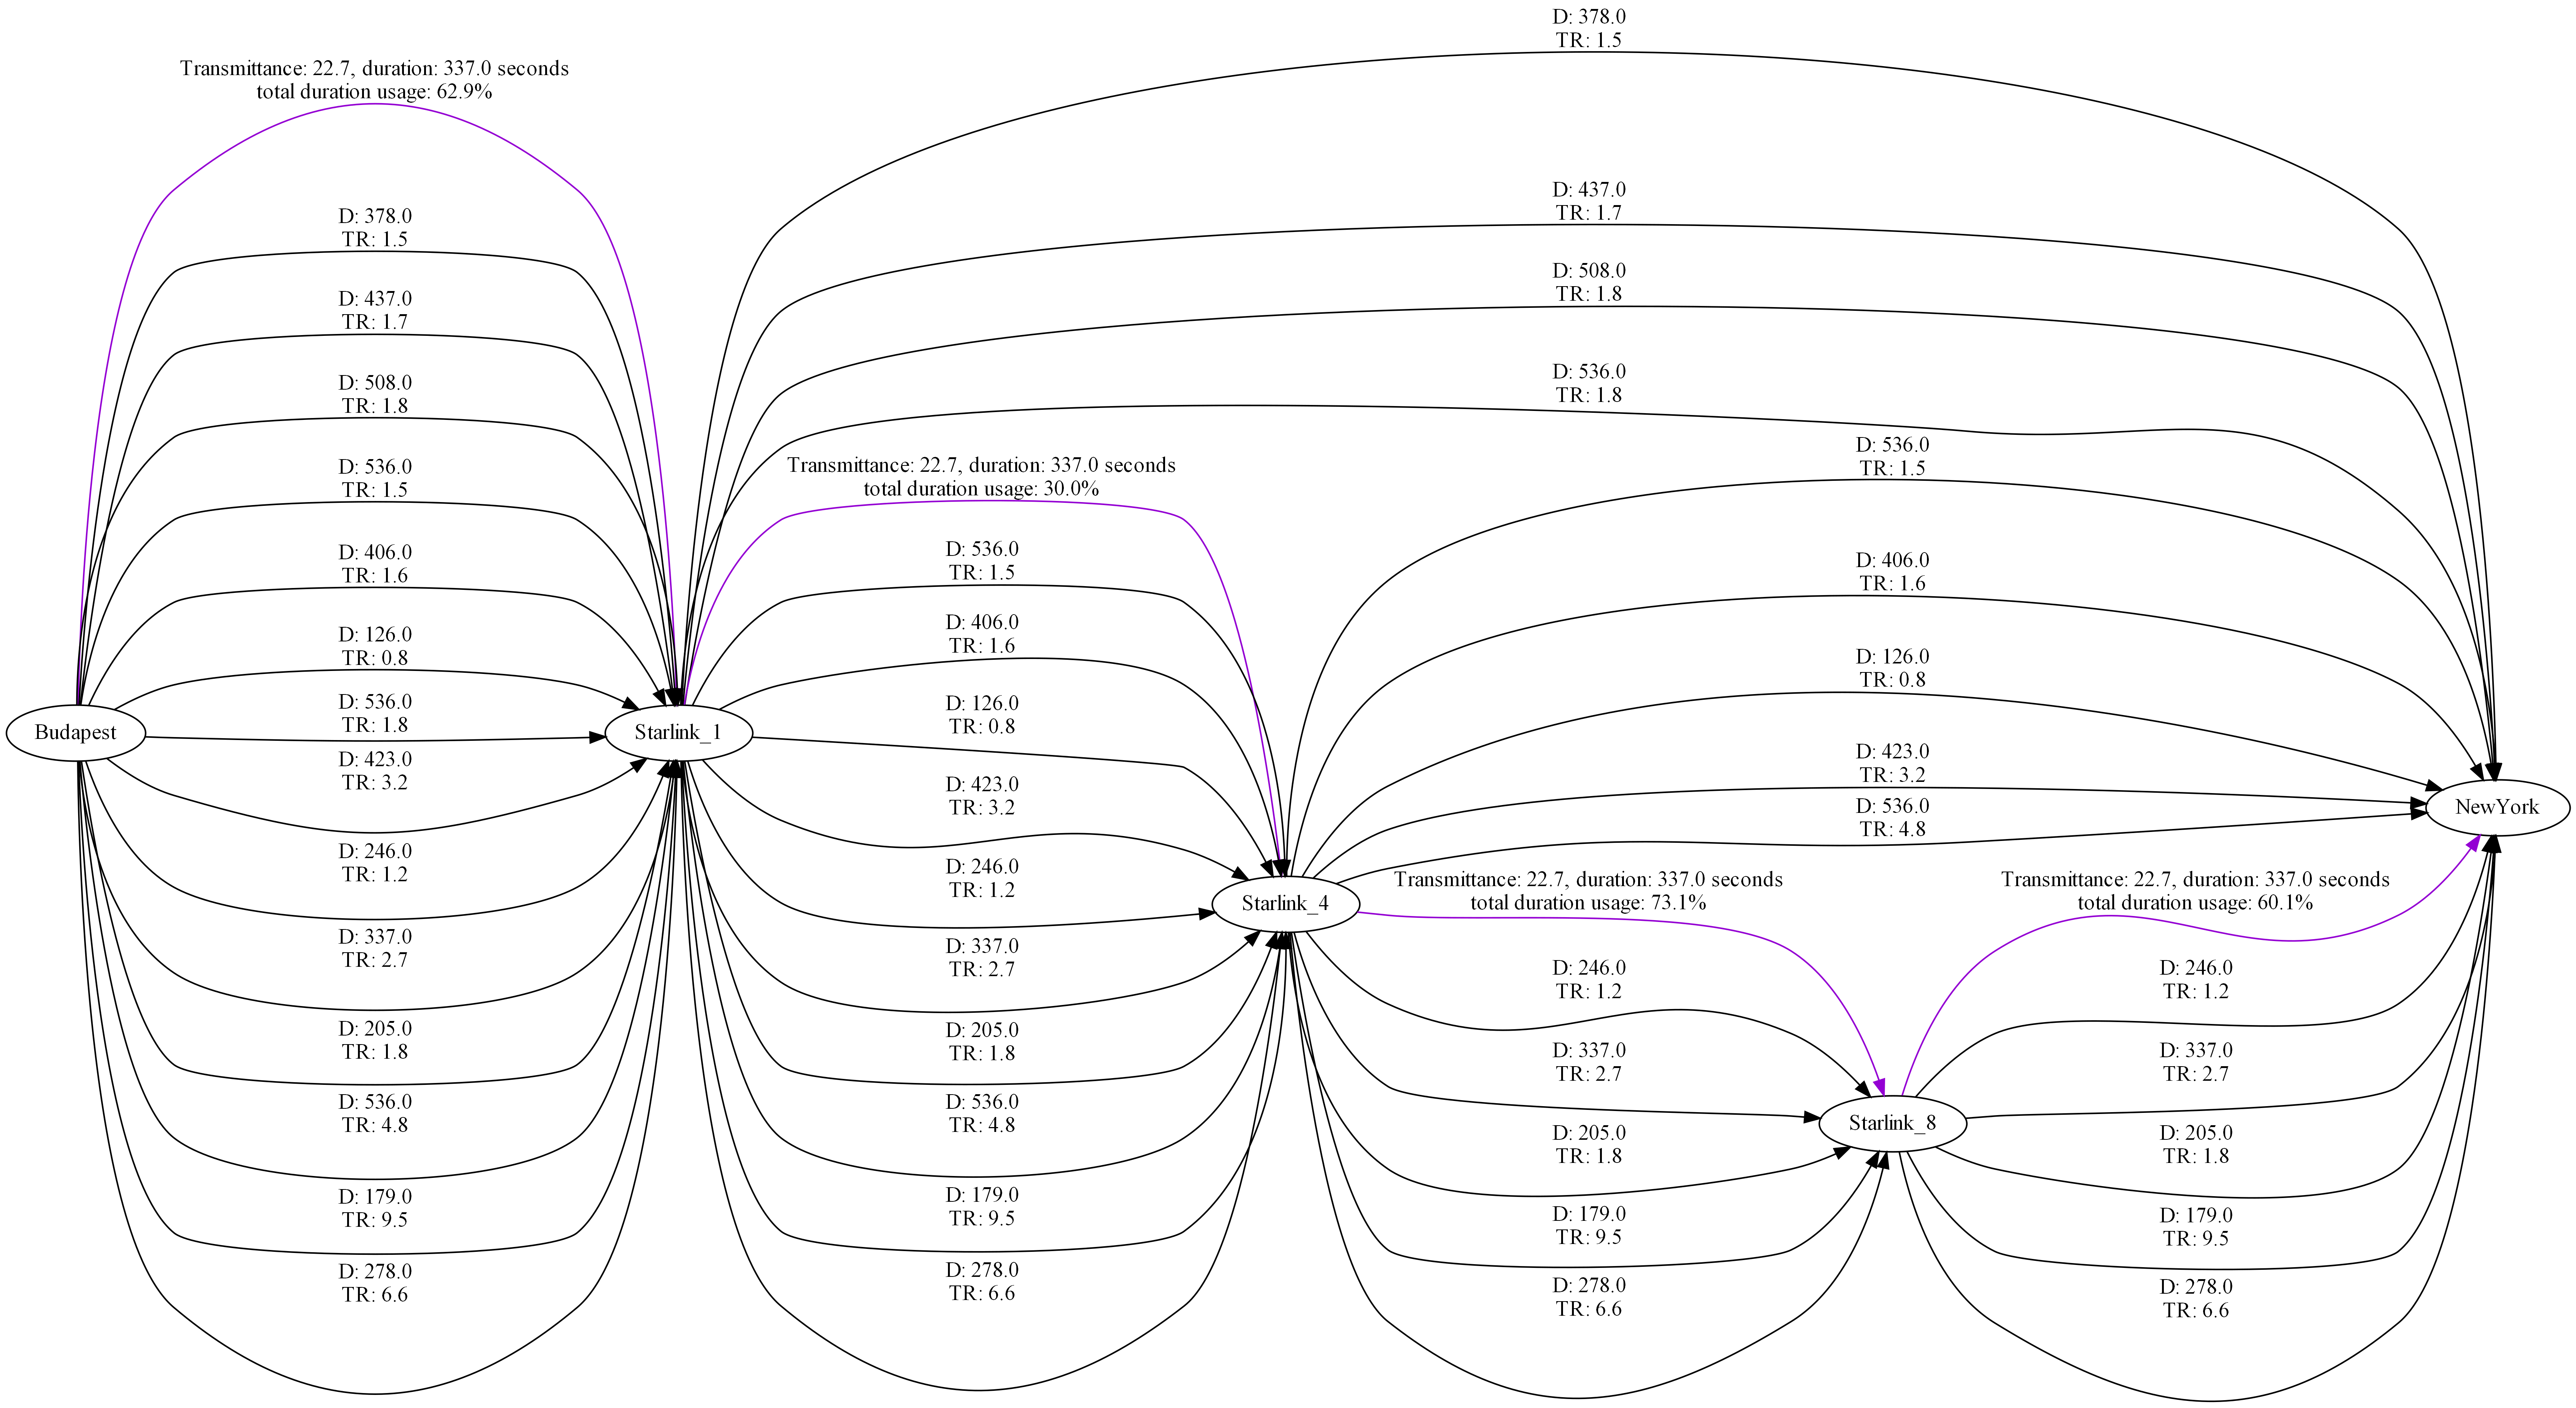 D: 378.0
TR: 1.5
Transmittance: 22.7, duration: 337.0 seconds
total duration usage: 62.9%
D: 378.0
TR: 1.5
D: 437.0
TR: 1.7
D: 508.0
TR: 1.8
D: 536.0
TR: 1.5
D: 406.0
TR: 1.6
D: 126.0
TR: 0.8
D: 536.0
TR: 1.8
Budapest
D: 423.0
TR: 3.2
D: 246.0
TR: 1.2
D: 337.0
TR: 2.7
D: 205.0
TR: 1.8
D: 536.0
TR: 4.8
D: 179.0
TR: 9.5
D: 278.0
TR: 6.6
Starlink_1
D: 437.0
TR: 1.7
D: 508.0
TR: 1.8
D: 536.0
TR: 1.8
Transmittance: 22.7, duration: 337.0 seconds
total duration usage: 30.0%
D: 536.0
TR: 1.5
D: 406.0
TR: 1.6
D: 126.0
TR: 0.8
D: 423.0
TR: 3.2
D: 246.0
TR: 1.2
D: 337.0
TR: 2.7
D: 205.0
TR: 1.8
D: 536.0
TR: 4.8
D: 179.0
TR: 9.5
D: 278.0
TR: 6.6
Starlink_4
D: 536.0
TR: 1.5
D: 406.0
TR: 1.6
D: 126.0
TR: 0.8
D: 423.0
TR: 3.2
D: 536.0
TR: 4.8
Transmittance: 22.7, duration: 337.0 seconds
total duration usage: 73.1%
D: 246.0
TR: 1.2
D: 337.0
TR: 2.7
D: 205.0
TR: 1.8
D: 179.0
TR: 9.5
D: 278.0
TR: 6.6
Starlink_8
Transmittance: 22.7, duration: 337.0 seconds
total duration usage: 60.1%
D: 246.0
TR: 1.2
D: 337.0
TR: 2.7
D: 205.0
TR: 1.8
D: 179.0
TR: 9.5
D: 278.0
TR: 6.6
NewYork